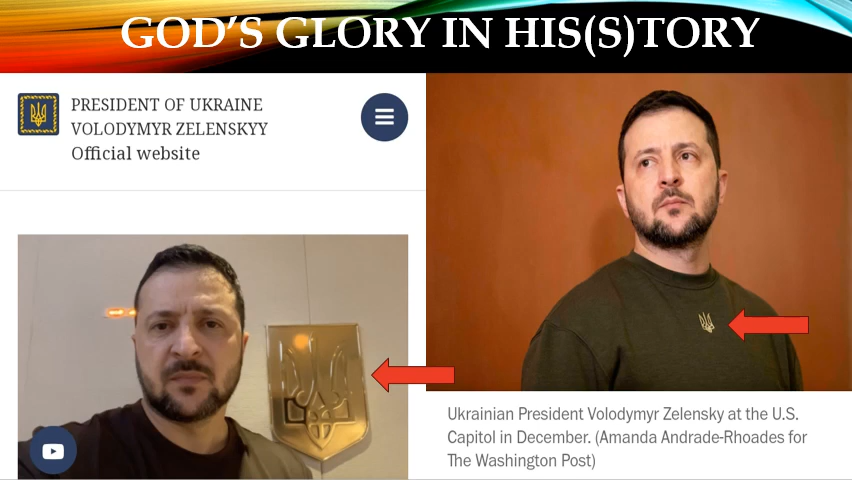 GOD'S GLORY IN HIS(S)TORY
PRESIDENT OF UKRAINE
VOLODYMYR ZELENSKYY
Official website
Ukrainian President Volodymyr Zelensky at the U.S.
Capitol in December. (Amanda Andrade-Rhoades for
The Washington Post)